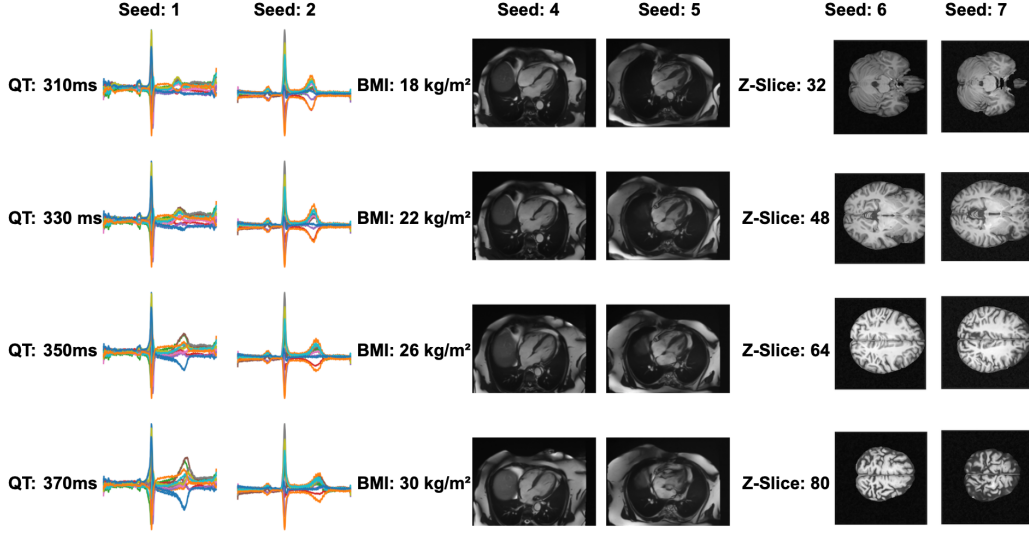 Seed: 1 Seed: 2 Seed: 4 Seed: 5 Seed: 6 Seed: 7
QT: 310ms BMI: 18 kg/m² Z-Slice: 32
QT: 330 ms BMI: 22 kg/m² Z-Slice: 48
QT: 350ms BMI: 26 kg/m² Z-Slice: 64
QT: 370ms BMI: 30 kg/m² Z-Slice: 80